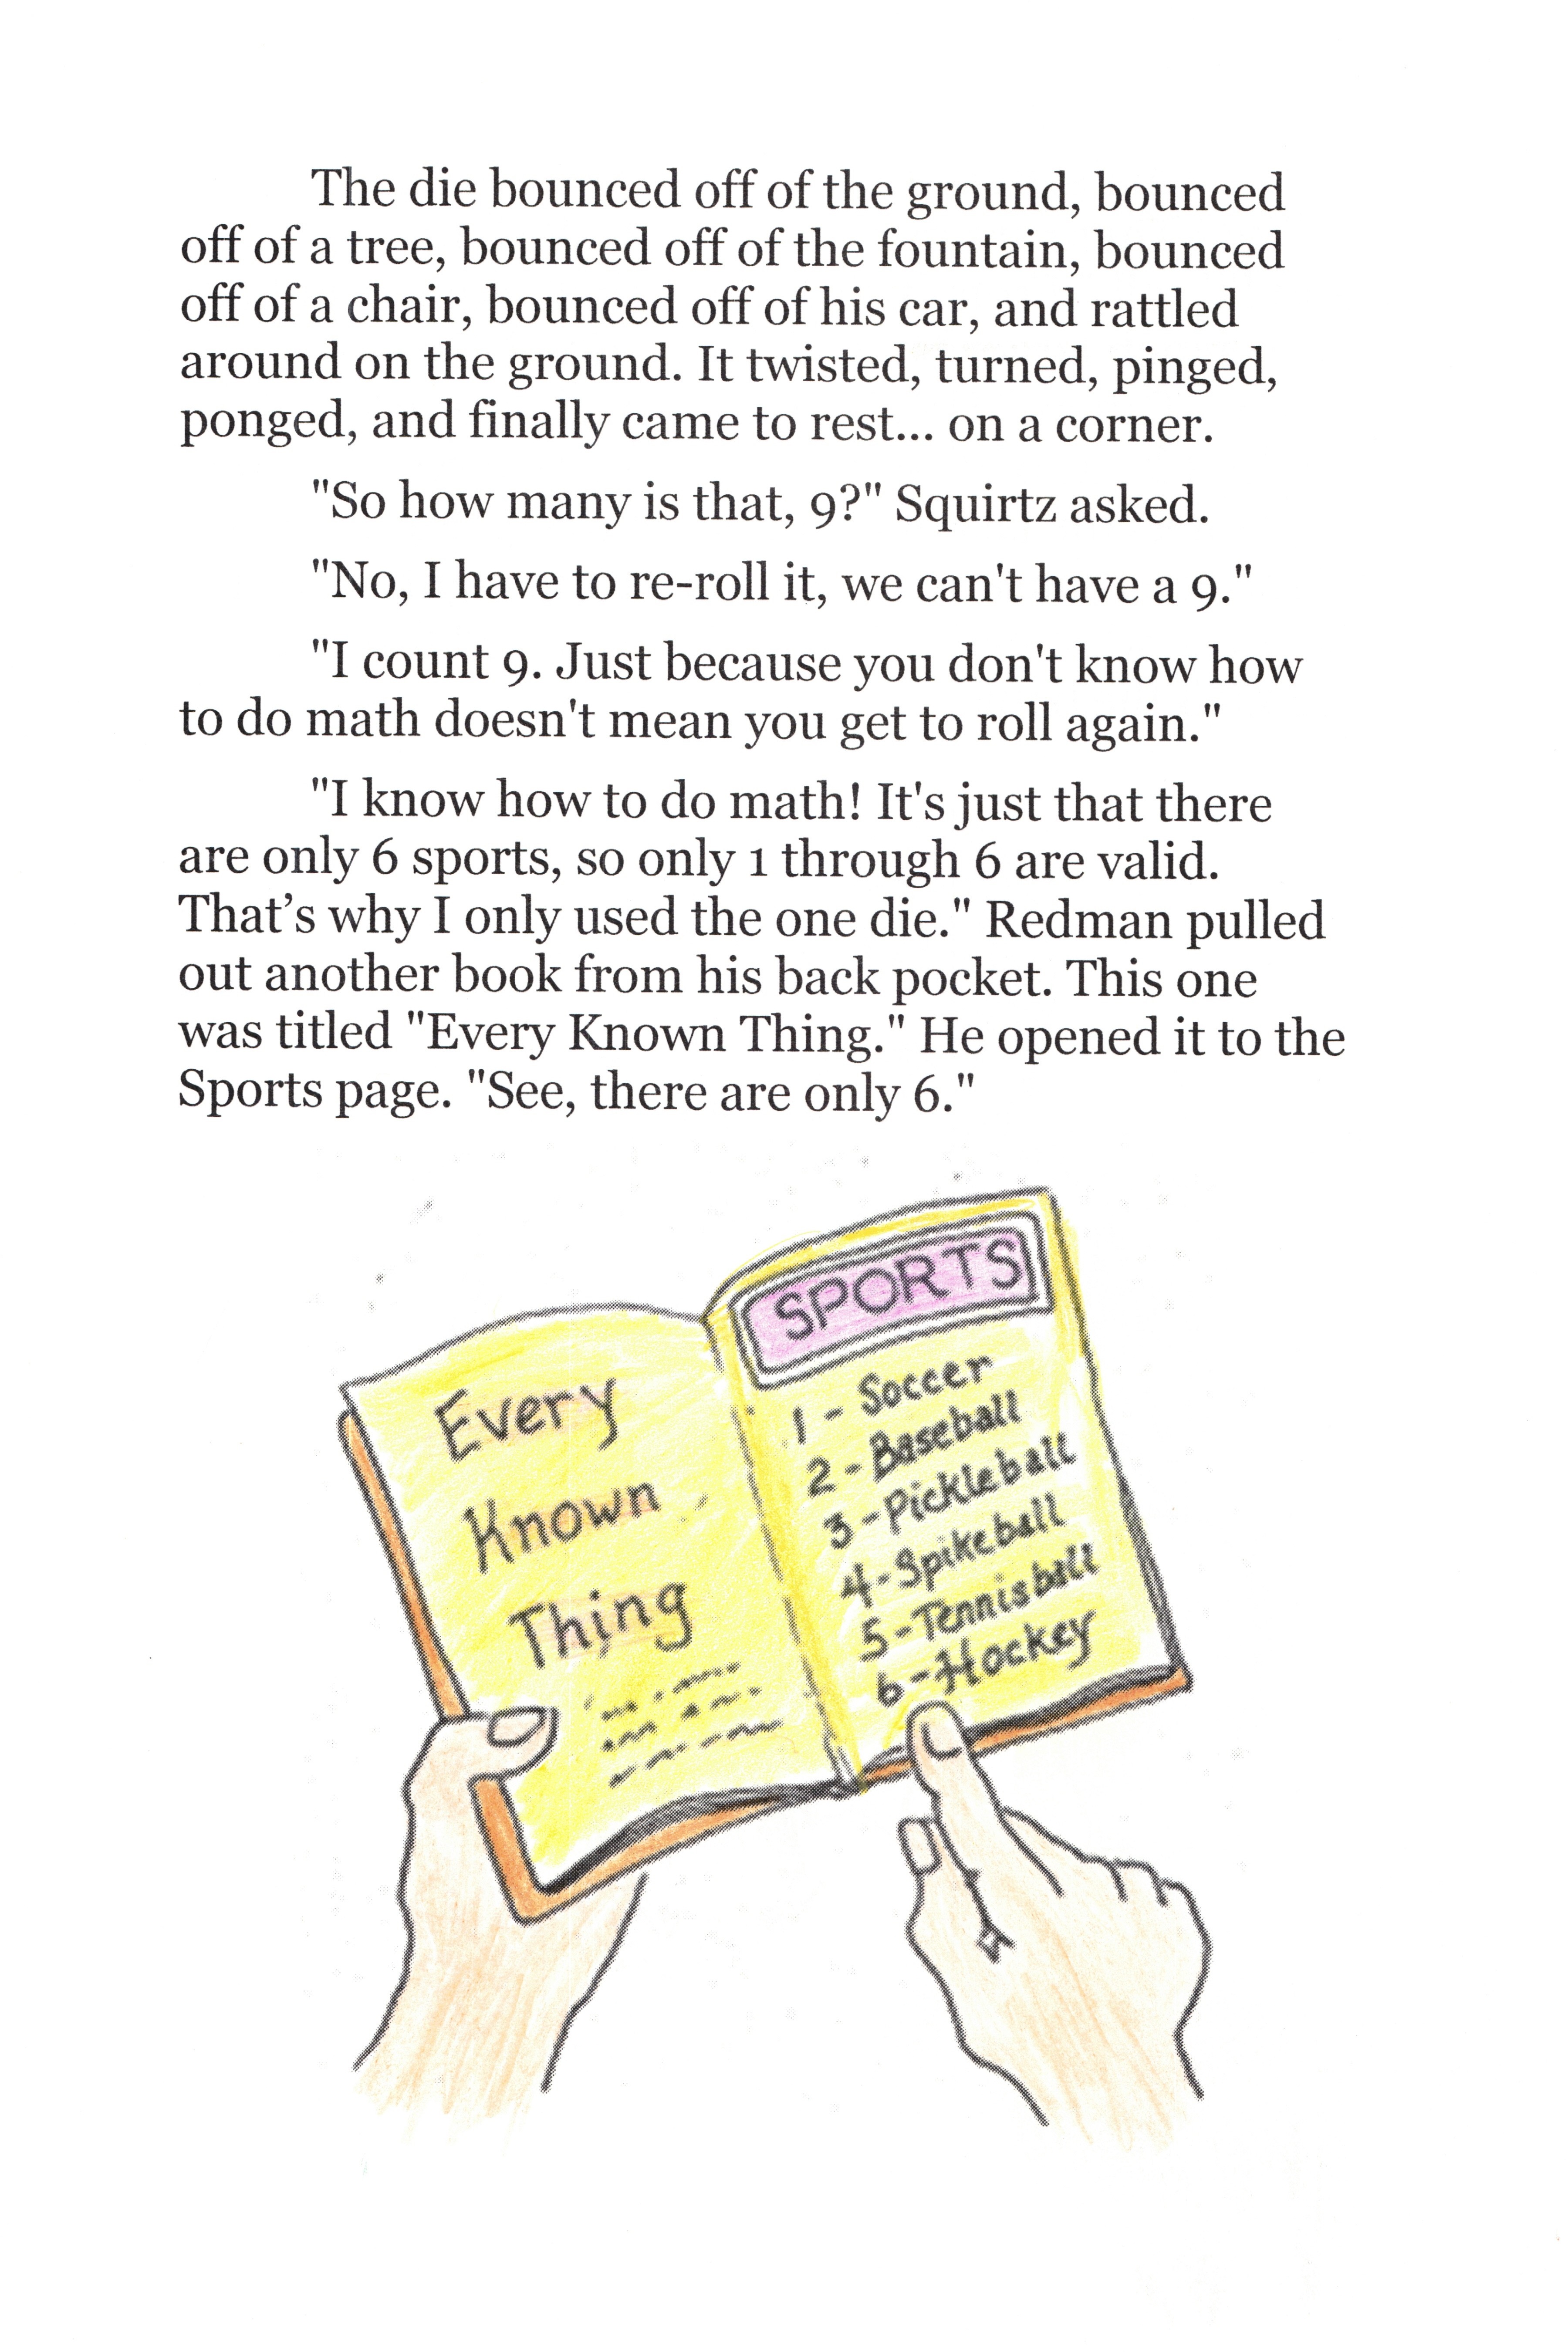 The die bounced off of the ground, bounced
off of a tree, bounced off of the fountain, bounced
off of a chair, bounced off of his car, and rattled
around on the ground. It twisted, turned, pinged,
ponged, and finally came to rest... on a corner.
"So how many is that, 9?" Squirtz asked.
"No, I have to re-roll it, we can't have a 9."
"I count 9. Just because you don't know how
to do math doesn't mean you get to roll again."
"I know how to do math! It's just that there
are only 6 sports, so only 1 through 6 are valid.
That’s why I only used the one die." Redman pulled
out another book from his back pocket. This one
was titled "Every Known Thing." He opened it to the
Sports page. "See, there are only 6."
Every
Known
Thing
SPORTS
1 - Soccer
2 - Baseball
3 - Pickleball
4 - Spikeball
5 - Tennisball
6 - Hockey